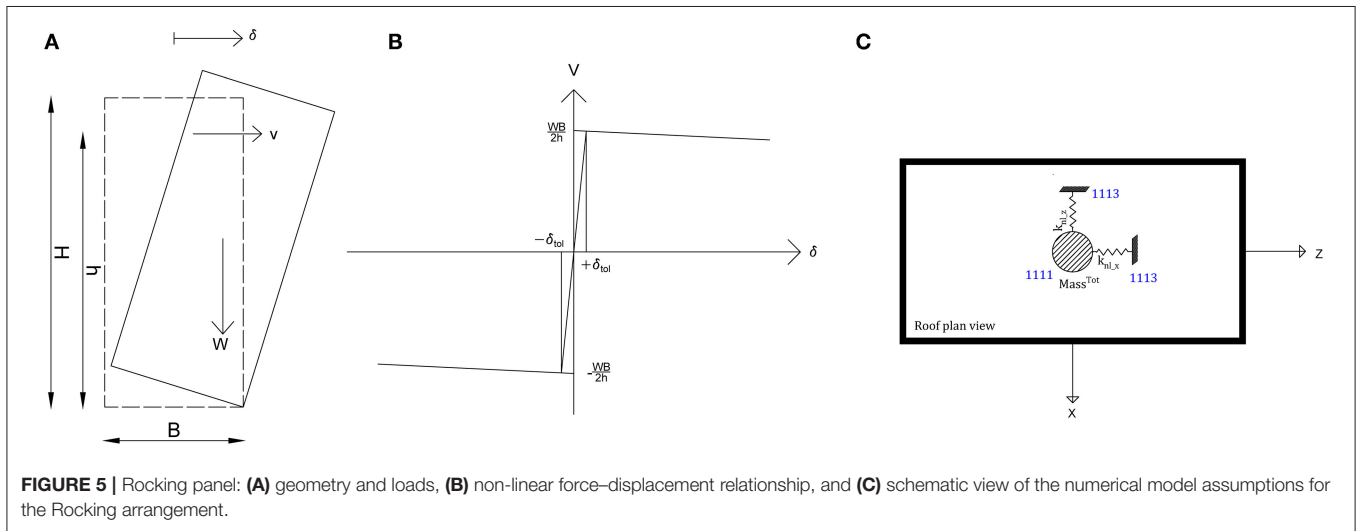 A
δ
H
h
v
W
B
B
V
WB
2h
−δtol
+δtol
δ
-WB
2h
C
1113
knl_z
knl_x
1111
MassTot
1113
Z
Roof plan view
X
FIGURE 5 | Rocking panel: (A) geometry and loads, (B) non-linear force–displacement relationship, and (C) schematic view of the numerical model assumptions for
the Rocking arrangement.